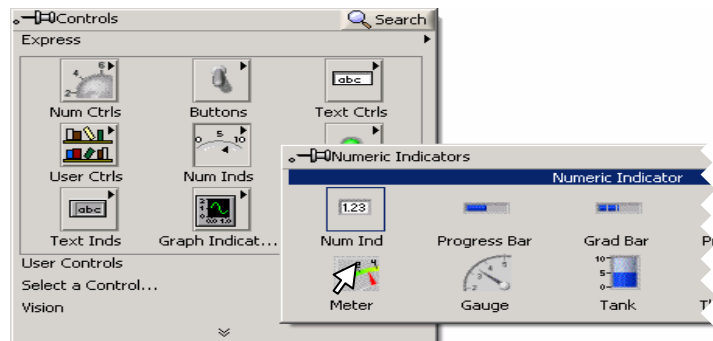 Controls
Search
Express
Num Ctrls Buttons Text Ctrls
User Ctrls Num Inds
Text Inds Graph Indicat...
User Controls
Select a Control...
Vision
Numeric Indicators
Numeric Indicator
1.23
Num Ind Progress Bar Grad Bar
Meter Gauge Tank